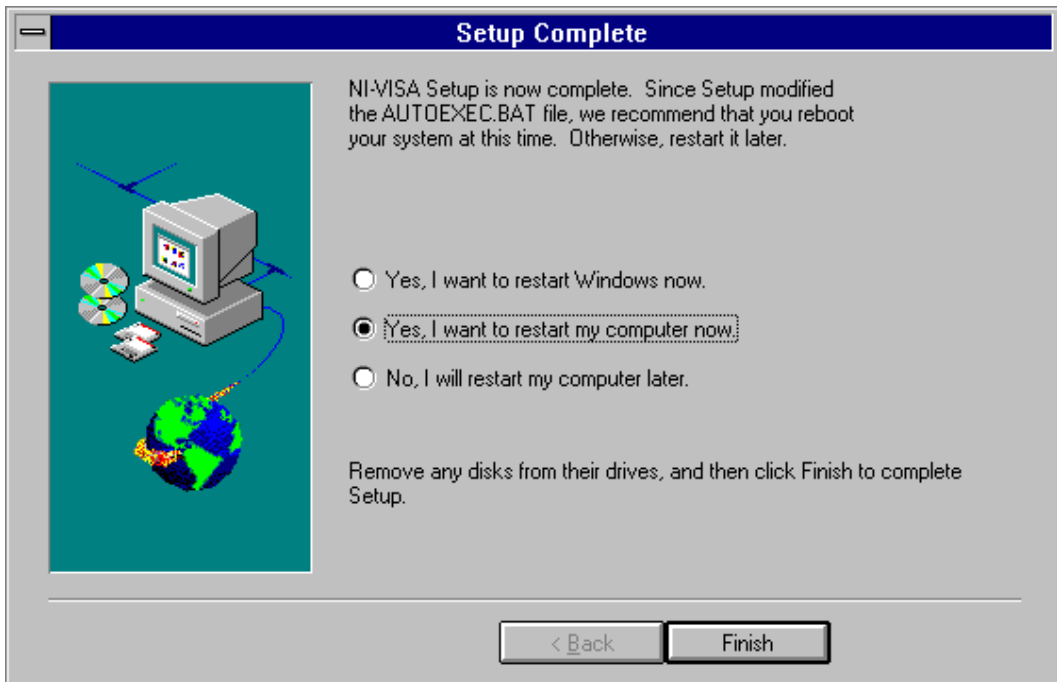 Setup Complete
NI-VISA Setup is now complete.  Since Setup modified
the AUTOEXEC.BAT file, we recommend that you reboot
your system at this time.  Otherwise, restart it later.
Yes, I want to restart Windows now.
Yes, I want to restart my computer now.
No, I will restart my computer later.
Remove any disks from their drives, and then click Finish to complete
Setup.
< Back
Finish